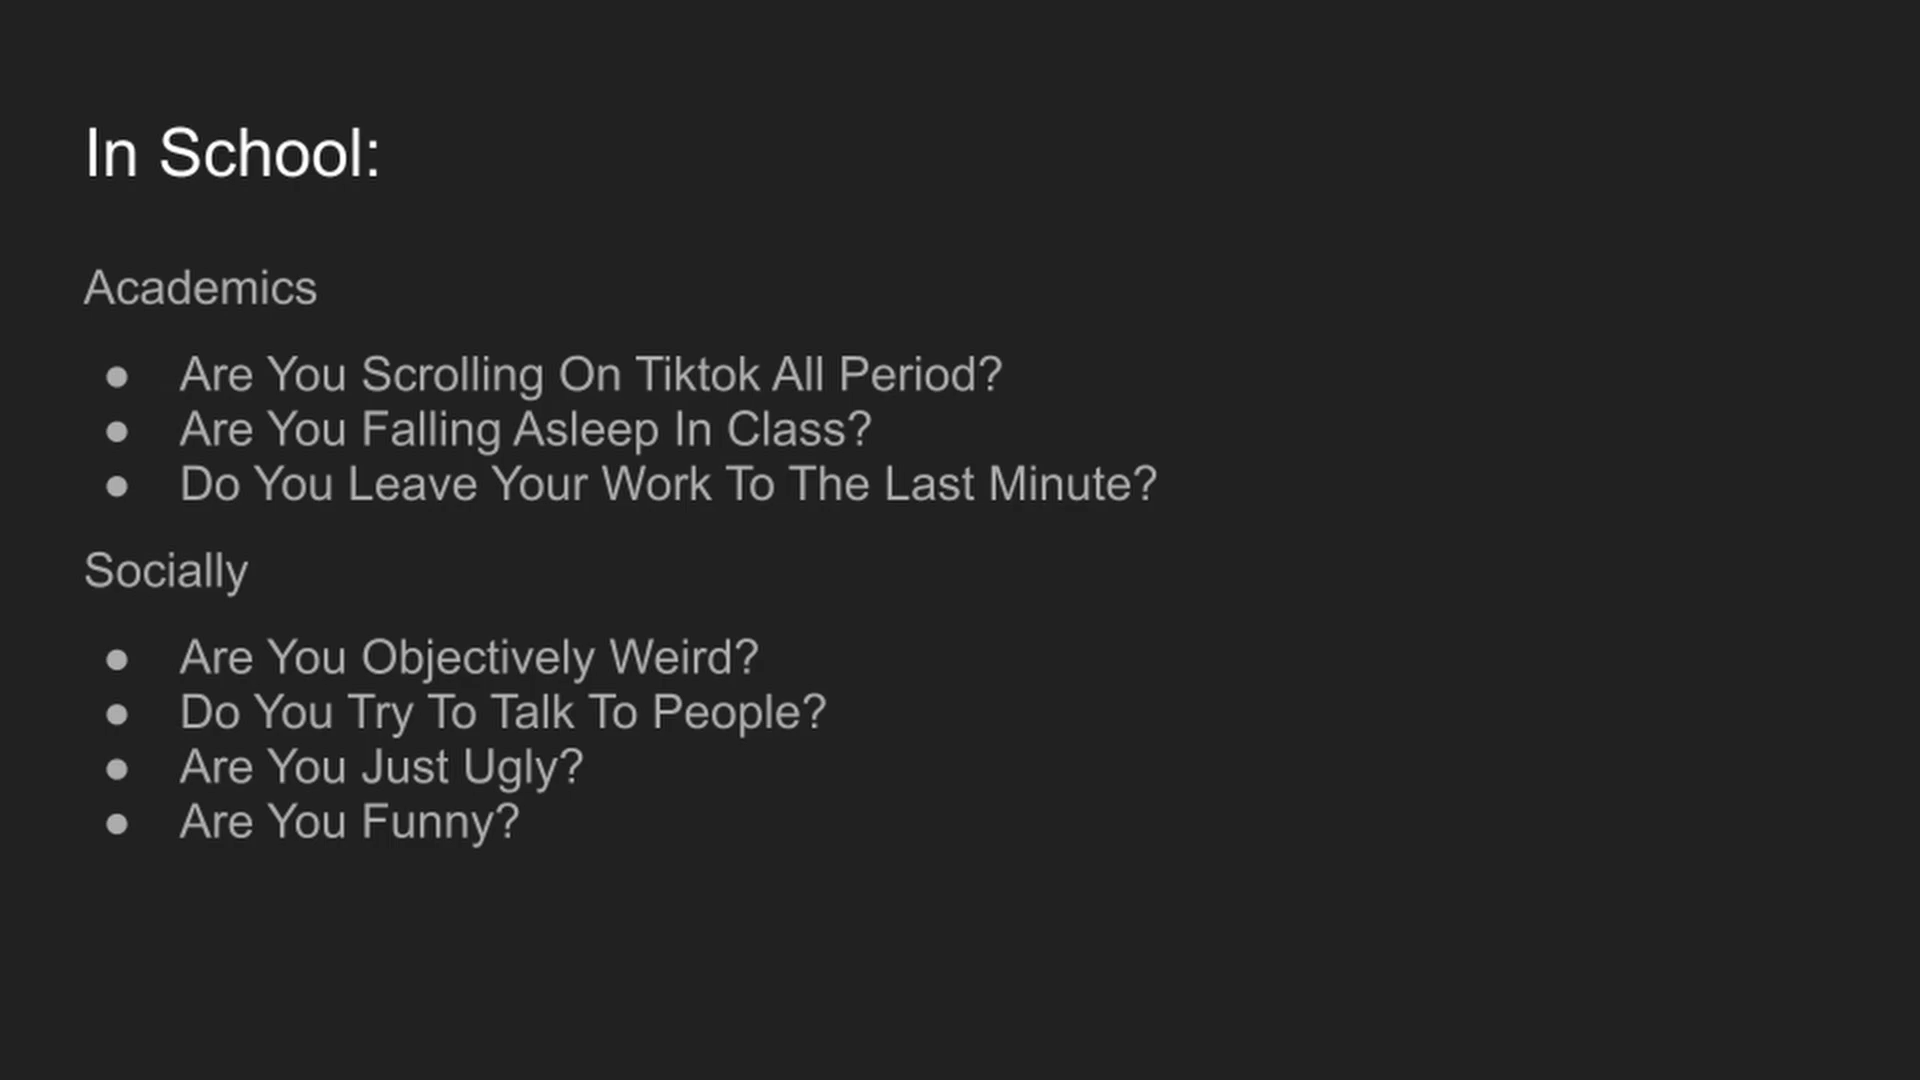 In School:
Academics
● Are You Scrolling On Tiktok All Period?
● Are You Falling Asleep In Class?
● Do You Leave Your Work To The Last Minute?
Socially
● Are You Objectively Weird?
● Do You Try To Talk To People?
● Are You Just Ugly?
● Are You Funny?